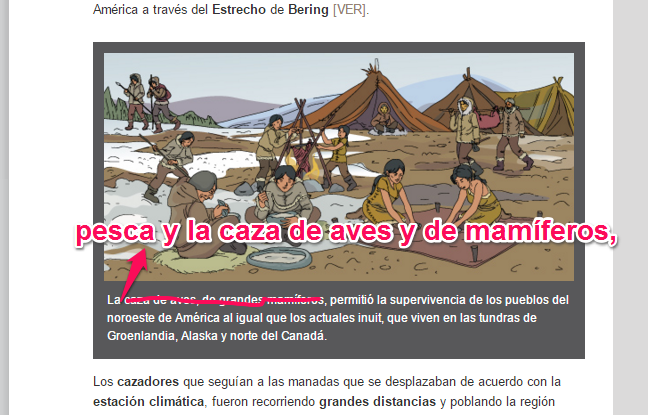 América a través del Estrecho de Bering [VER].
pesca y la caza de aves y de mamíferos,
La caza de aves, de grandes mamíferos, permitió la supervivencia de los pueblos del
noroeste de América al igual que los actuales inuit, que viven en las tundras de
Groenlandia, Alaska y norte del Canadá.
Los cazadores que seguían a las manadas que se desplazaban de acuerdo con la
estación climática, fueron recorriendo grandes distancias y poblando la región